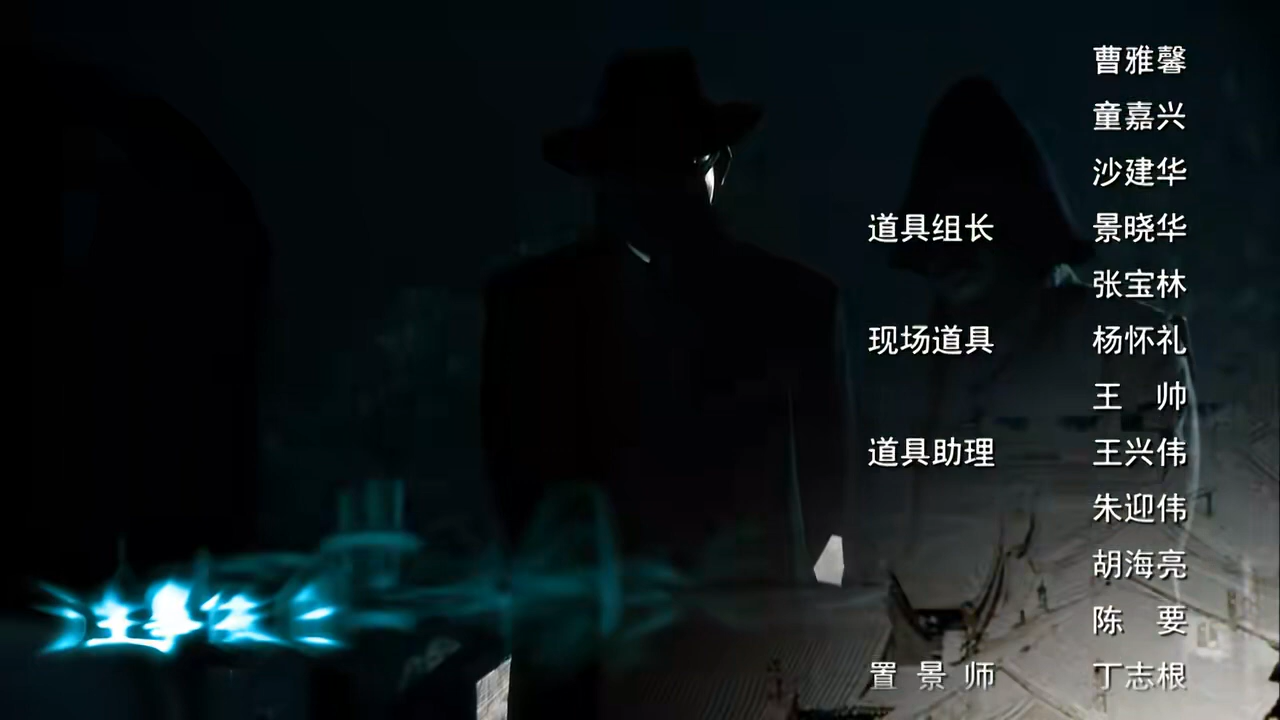 曹雅馨
童嘉兴
沙建华
道具组长 景晓华
张宝林
现场道具 杨怀礼
王 帅
道具助理 王兴伟
朱迎伟
胡海亮
陈 要
置景师 丁志根